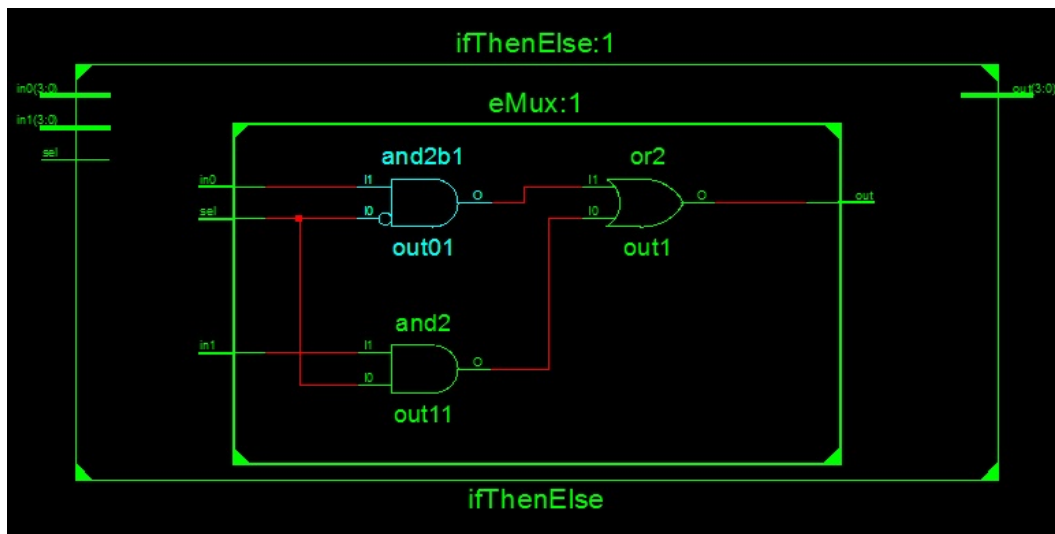 ifThenElse:1
in0(3:0)
out(3:0)
in1(3:0)
eMux:1
sel
and2b1
or2
in0
I1
O
I1
O
out
sel
I0
I0
out01
out1
and2
in1
I1
O
I0
out11
ifThenElse